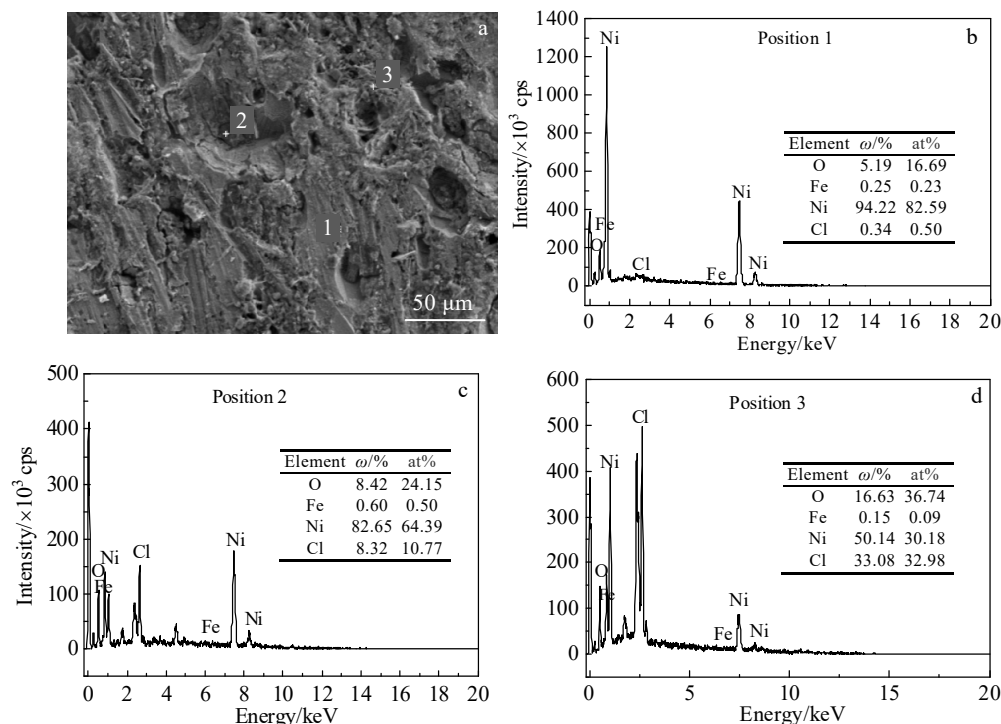 a
3
2
1
50 μm
b
Position 1
Intensity/×10³ cps
1400
1200
1000
800
600
400
200
0
Ni
Fe
O
Cl
Fe
Ni
Ni
Element ω/% at%
O 5.19 16.69
Fe 0.25 0.23
Ni 94.22 82.59
Cl 0.34 0.50
0 2 4 6 8 10 12 14 16 18 20
Energy/keV
c
Position 2
Intensity/×10³ cps
500
400
300
200
100
0
O
Ni
Fe
Cl
Fe
Ni
Ni
Element ω/% at%
O 8.42 24.15
Fe 0.60 0.50
Ni 82.65 64.39
Cl 8.32 10.77
0 2 4 6 8 10 12 14 16 18 20
Energy/keV
d
Position 3
Intensity/×10³ cps
600
500
400
300
200
100
0
Ni
O
Fe
Cl
Fe
Ni
Ni
Element ω/% at%
O 16.63 36.74
Fe 0.15 0.09
Ni 50.14 30.18
Cl 33.08 32.98
0 5 10 15 20
Energy/keV